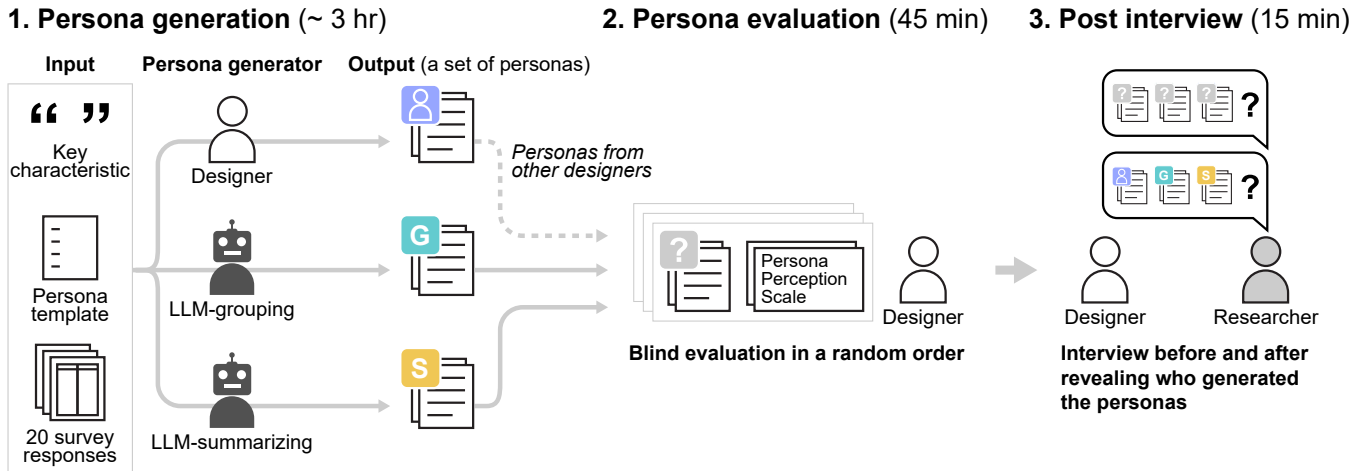 1. Persona generation (~ 3 hr)
2. Persona evaluation (45 min)
3. Post interview (15 min)
Input
Persona generator
Output (a set of personas)
“ ”
Key
characteristic
Persona
template
20 survey
responses
Designer
LLM-grouping
LLM-summarizing
G
S
Personas from
other designers
?
Persona
Perception
Scale
Designer
Blind evaluation in a random order
? ? ? ?
G S ?
Designer
Researcher
Interview before and after
revealing who generated
the personas